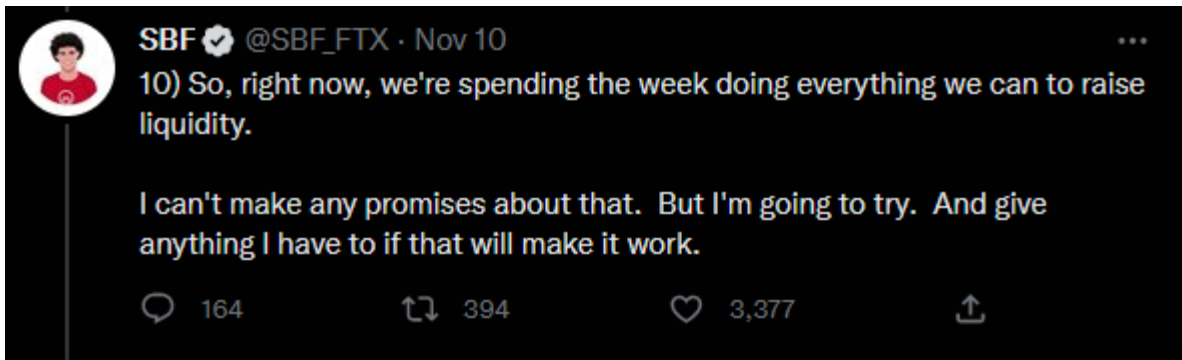 SBF @SBF_FTX · Nov 10
10) So, right now, we're spending the week doing everything we can to raise
liquidity.
I can't make any promises about that.  But I'm going to try.  And give
anything I have to if that will make it work.
164 394 3,377